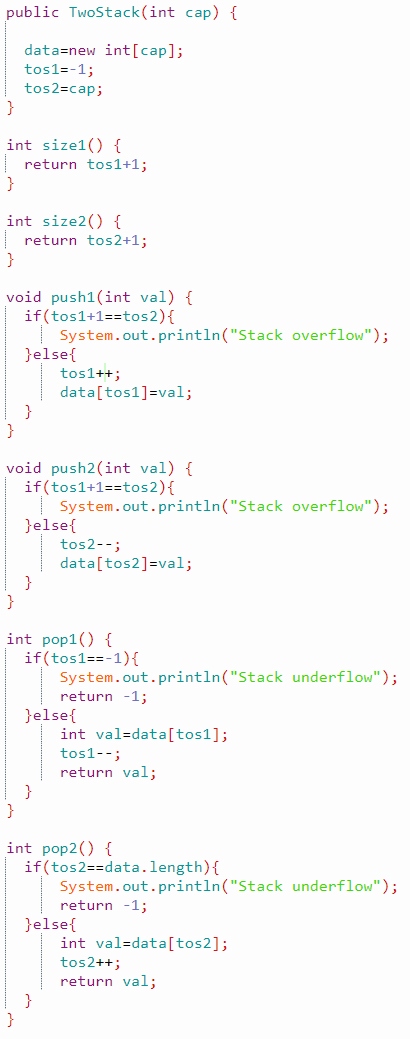 public TwoStack(int cap) {
data=new int[cap];
tos1=-1;
tos2=cap;
}
int size1() {
return tos1+1;
}
int size2() {
return tos2+1;
}
void push1(int val) {
if(tos1+1==tos2){
System.out.println("Stack overflow");
}else{
tos1++;
data[tos1]=val;
}
}
void push2(int val) {
if(tos1+1==tos2){
System.out.println("Stack overflow");
}else{
tos2--;
data[tos2]=val;
}
}
int pop1() {
if(tos1==-1){
System.out.println("Stack underflow");
return -1;
}else{
int val=data[tos1];
tos1--;
return val;
}
}
int pop2() {
if(tos2==data.length){
System.out.println("Stack underflow");
return -1;
}else{
int val=data[tos2];
tos2++;
return val;
}
}